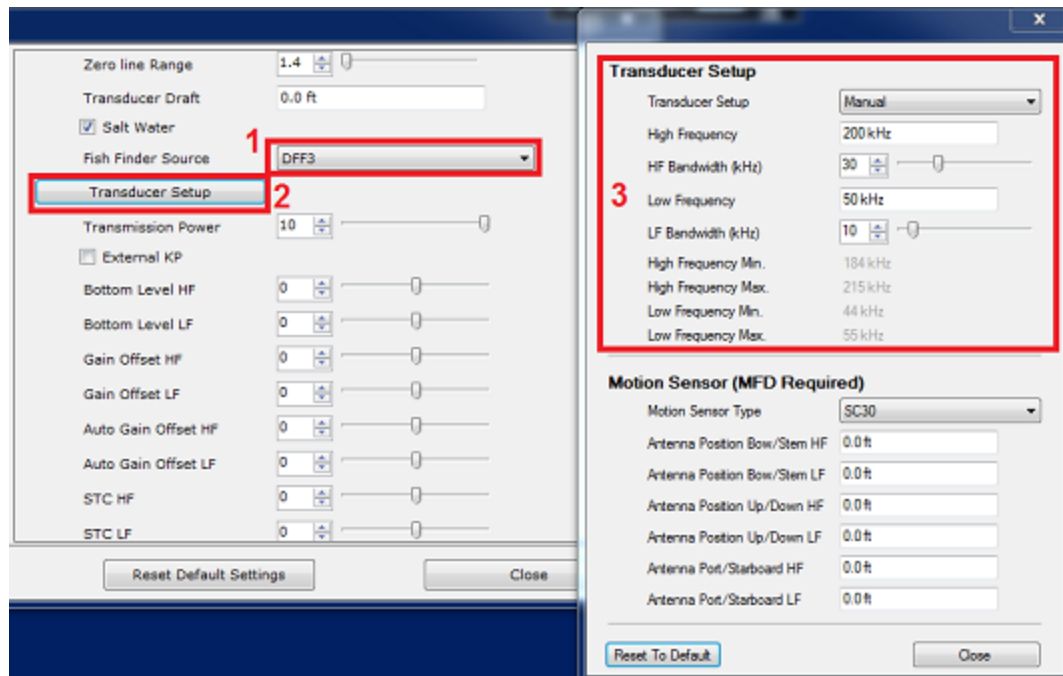 Zero line Range 1.4
Transducer Draft 0.0 ft
Salt Water
1
Fish Finder Source DFF3
Transducer Setup 2
Transmission Power 10
External KP
Bottom Level HF 0
Bottom Level LF 0
Gain Offset HF 0
Gain Offset LF 0
Auto Gain Offset HF 0
Auto Gain Offset LF 0
STC HF 0
STC LF 0
Reset Default Settings Close
x
Transducer Setup
Transducer Setup Manual
High Frequency 200 kHz
HF Bandwidth (kHz) 30
3 Low Frequency 50 kHz
LF Bandwidth (kHz) 10
High Frequency Min. 184 kHz
High Frequency Max. 215 kHz
Low Frequency Min. 44 kHz
Low Frequency Max. 55 kHz
Motion Sensor (MFD Required)
Motion Sensor Type SC30
Antenna Position Bow/Stern HF 0.0 ft
Antenna Position Bow/Stern LF 0.0 ft
Antenna Position Up/Down HF 0.0 ft
Antenna Position Up/Down LF 0.0 ft
Antenna Port/Starboard HF 0.0 ft
Antenna Port/Starboard LF 0.0 ft
Reset To Default Close